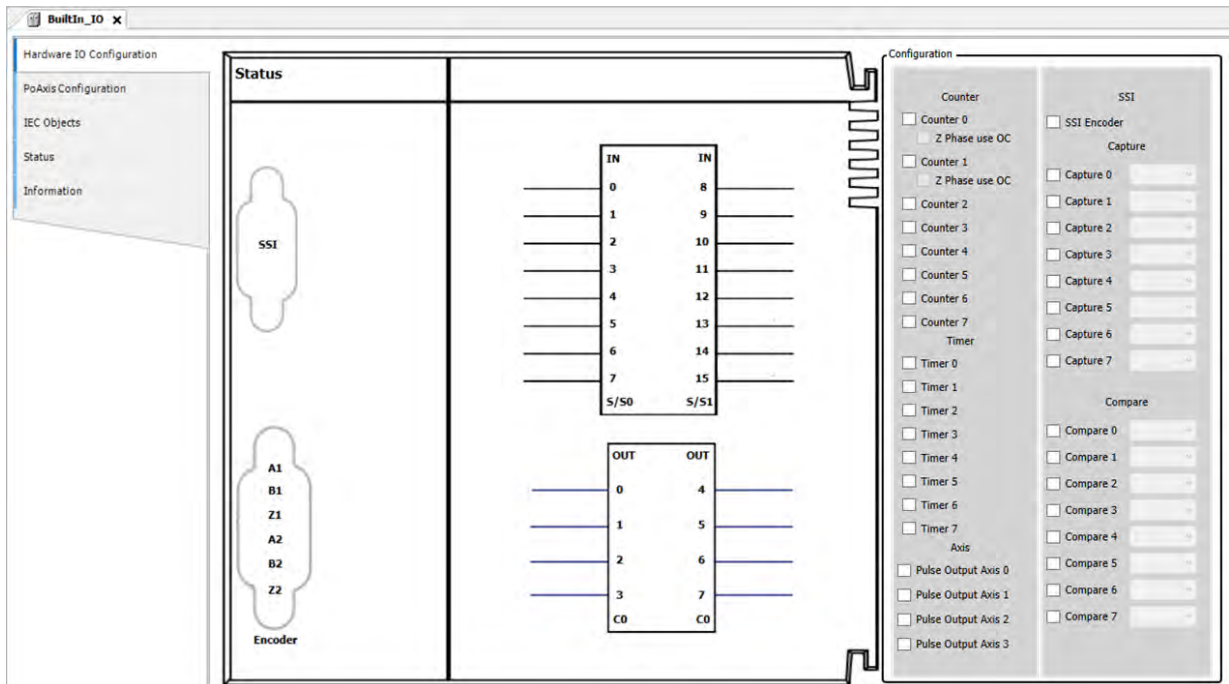 BuiltIn_IO
Hardware IO Configuration
PoAxis Configuration
IEC Objects
Status
Information
Status
SSI
A1
B1
Z1
A2
B2
Z2
Encoder
IN IN
0 8
1 9
2 10
3 11
4 12
5 13
6 14
7 15
S/S0 S/S1
OUT OUT
0 4
1 5
2 6
3 7
C0 C0
Configuration
Counter
Counter 0
Z Phase use OC
Counter 1
Z Phase use OC
Counter 2
Counter 3
Counter 4
Counter 5
Counter 6
Counter 7
Timer
Timer 0
Timer 1
Timer 2
Timer 3
Timer 4
Timer 5
Timer 6
Timer 7
Axis
Pulse Output Axis 0
Pulse Output Axis 1
Pulse Output Axis 2
Pulse Output Axis 3
SSI
SSI Encoder
Capture
Capture 0
Capture 1
Capture 2
Capture 3
Capture 4
Capture 5
Capture 6
Capture 7
Compare
Compare 0
Compare 1
Compare 2
Compare 3
Compare 4
Compare 5
Compare 6
Compare 7